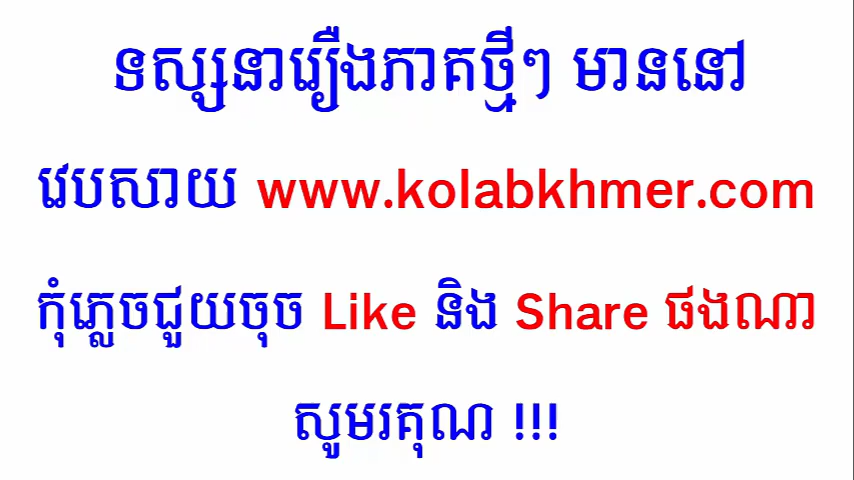 ទស្សនារឿងភាគថ្មីៗ មាននៅ
វេបសាយ www.kolabkhmer.com
កុំភ្លេចជួយចុច Like និង Share ផងណា
សូមរគុណ !!!